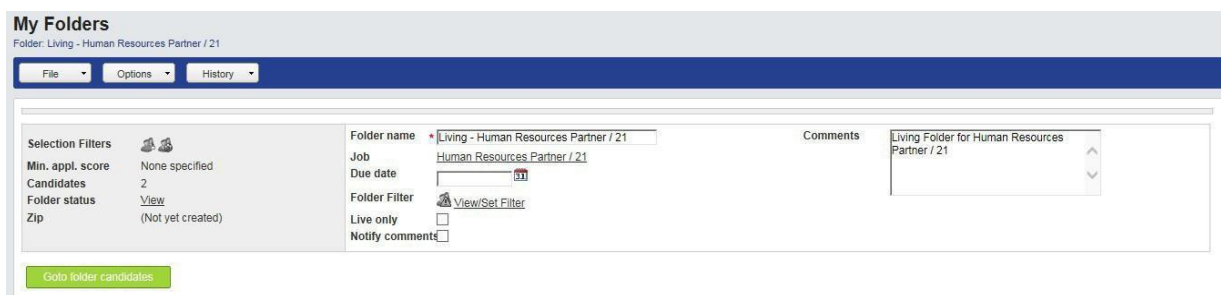 My Folders
Folder: Living - Human Resources Partner / 21
File Options History
Selection Filters
Min. appl. score None specified
Candidates 2
Folder status View
Zip (Not yet created)
Folder name * Living - Human Resources Partner / 21
Job Human Resources Partner / 21
Due date 31
Folder Filter View/Set Filter
Live only
Notify comments
Comments Living Folder for Human Resources
Partner / 21
Goto folder candidates